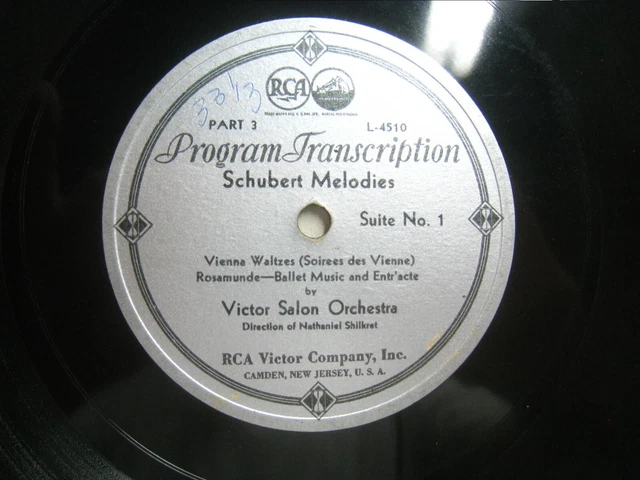 33 1/3
RCA
PART 3 L-4510
Program Transcription
Schubert Melodies
Suite No. 1
Vienna Waltzes (Soirees des Vienne)
Rosamunde—Ballet Music and Entr'acte
by
Victor Salon Orchestra
Direction of Nathaniel Shilkret
RCA Victor Company, Inc.
CAMDEN, NEW JERSEY, U. S. A.